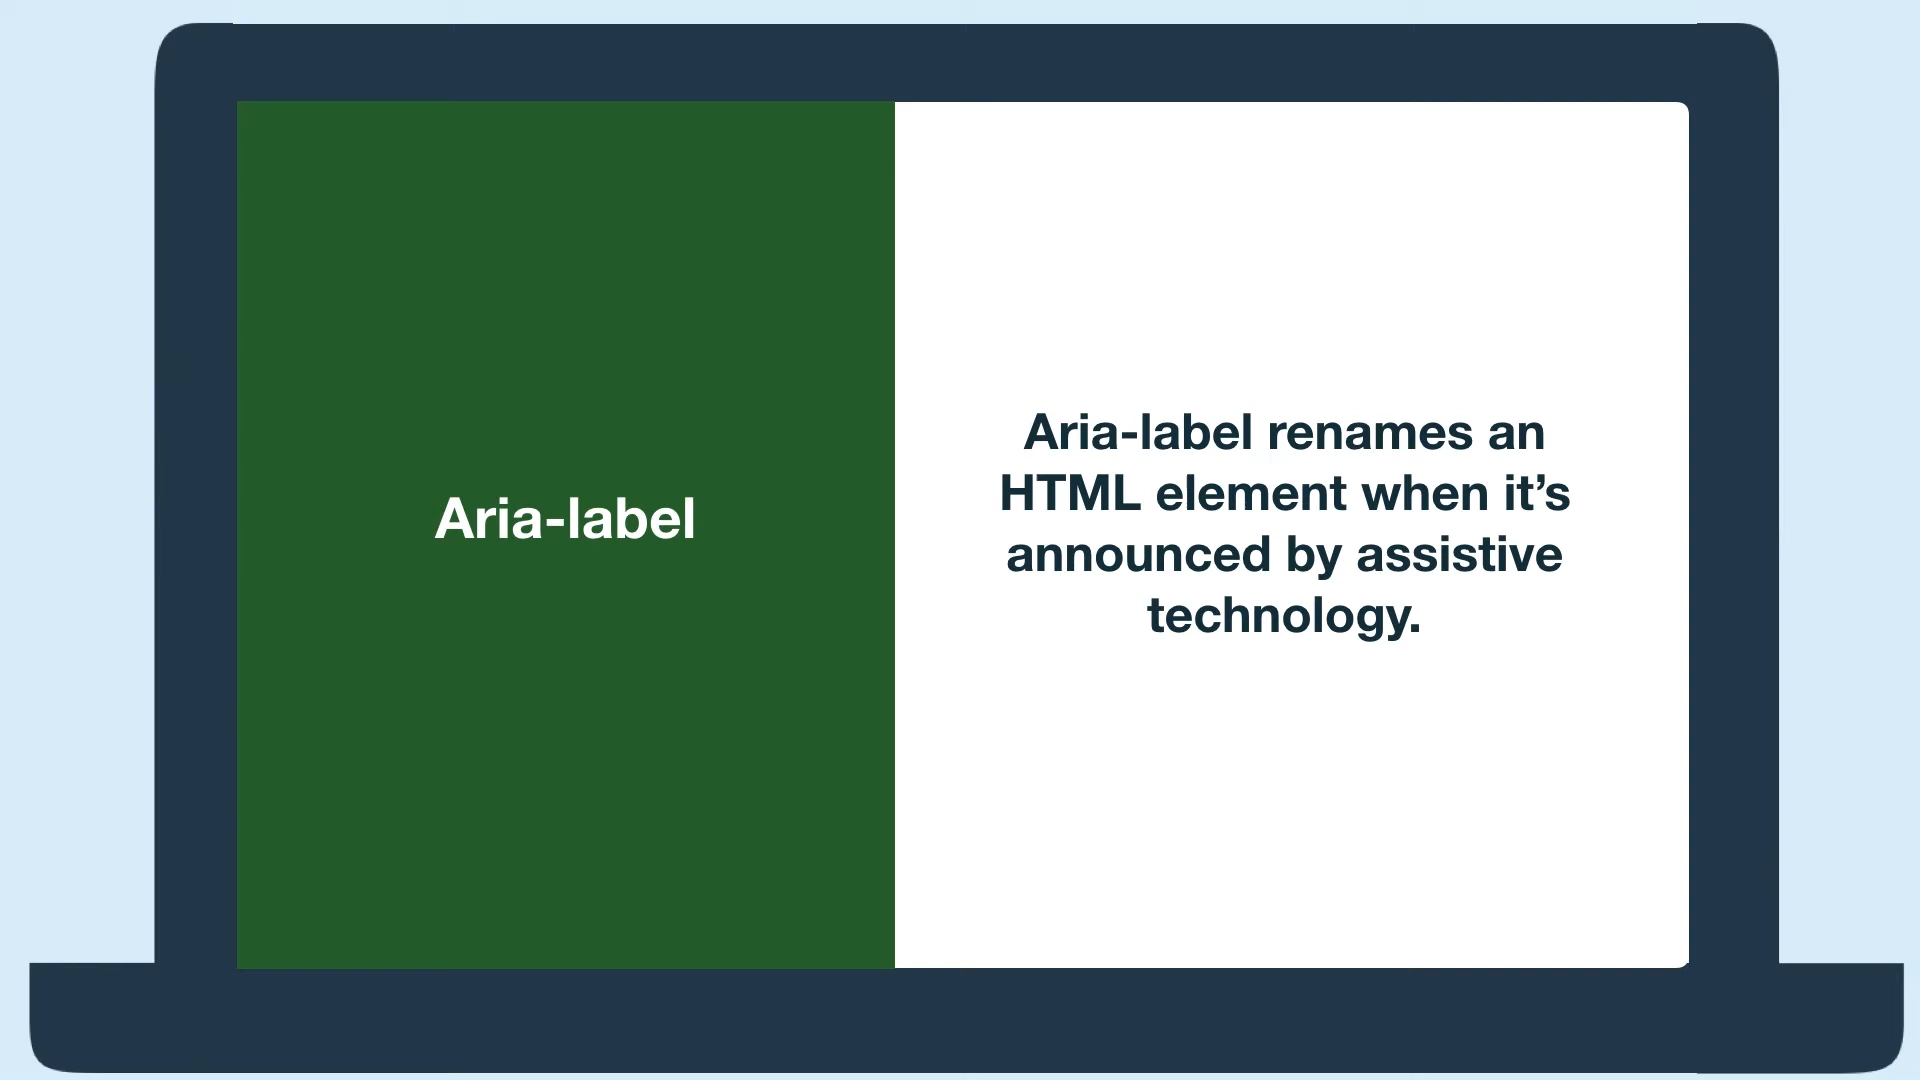 Aria-label
Aria-label renames an
HTML element when it’s
announced by assistive
technology.